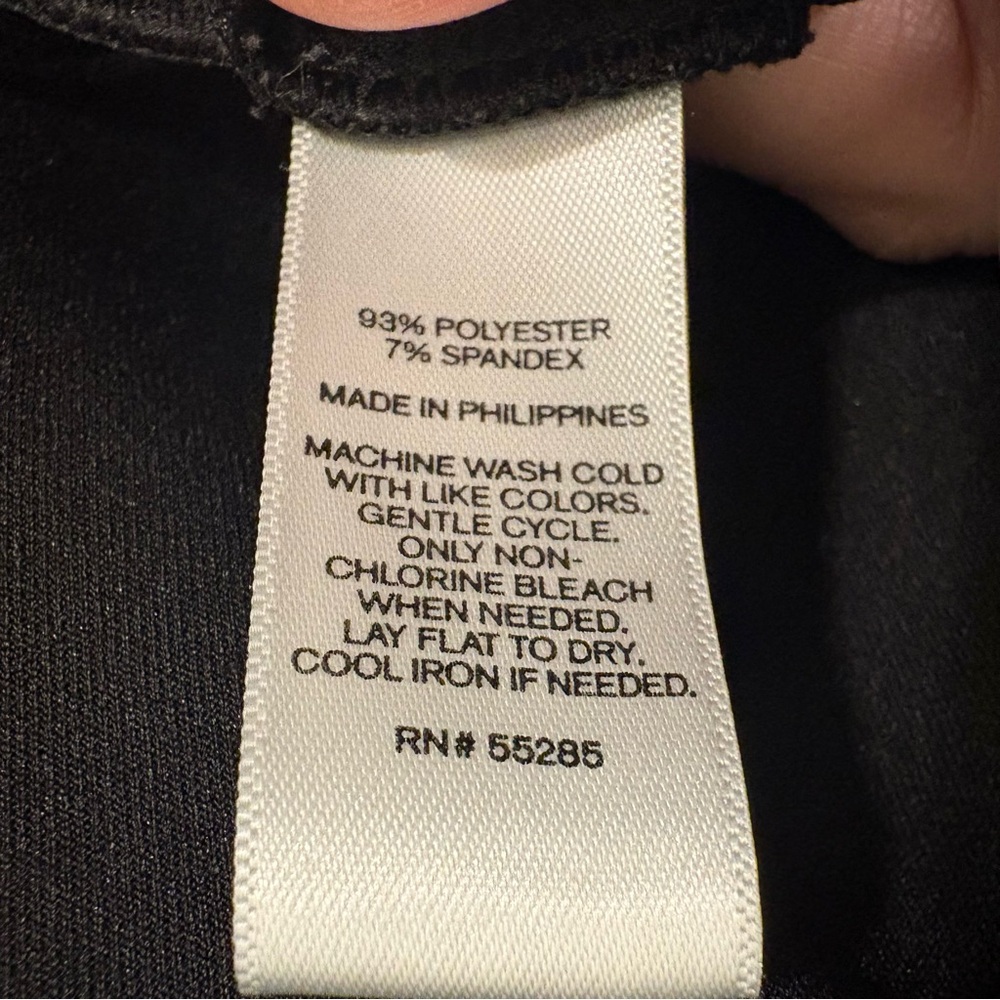 93% POLYESTER
7% SPANDEX
MADE IN PHILIPPINES
MACHINE WASH COLD
WITH LIKE COLORS.
GENTLE CYCLE.
ONLY NON-
CHLORINE BLEACH
WHEN NEEDED.
LAY FLAT TO DRY.
COOL IRON IF NEEDED.
RN# 55285